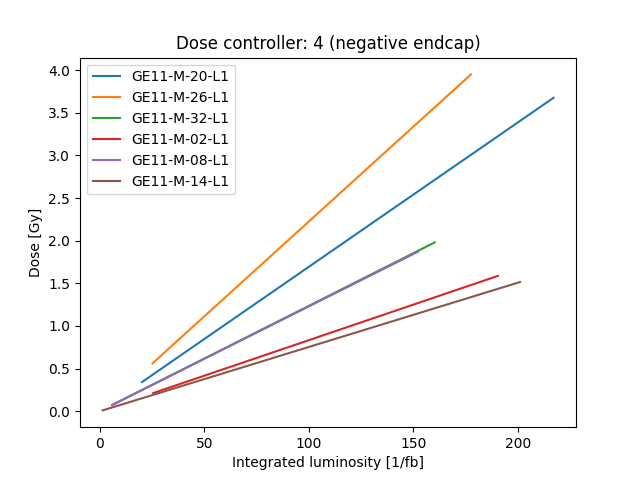 Dose controller: 4 (negative endcap)
GE11-M-20-L1
GE11-M-26-L1
GE11-M-32-L1
GE11-M-02-L1
GE11-M-08-L1
GE11-M-14-L1
Dose [Gy]
4.0
3.5
3.0
2.5
2.0
1.5
1.0
0.5
0.0
0 50 100 150 200
Integrated luminosity [1/fb]